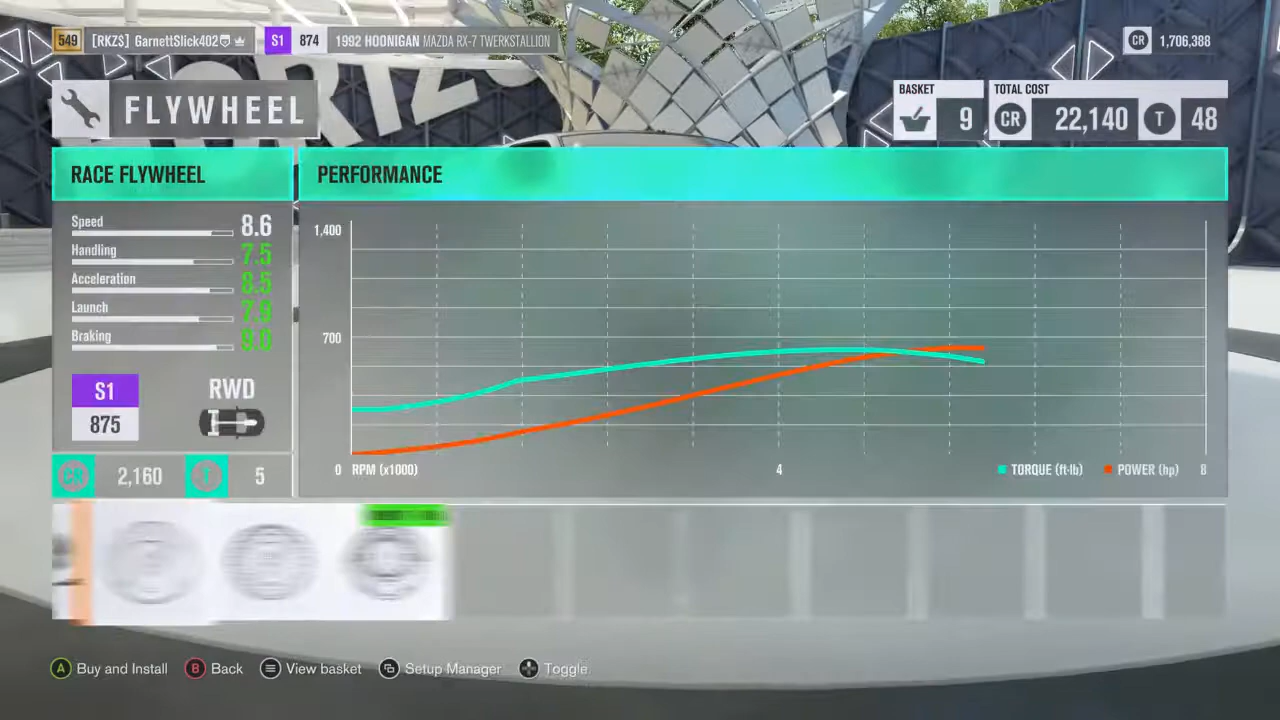 549 [RKZ$] GarnettSlick402 S1 874 1992 HOONIGAN MAZDA RX-7 TWERKSTALLION
CR 1,706,388
FLYWHEEL
BASKET
9
TOTAL COST
CR 22,140 T 48
RACE FLYWHEEL
Speed 8.6
Handling 7.5
Acceleration 8.5
Launch 7.9
Braking
S1
875
RWD
CR 2,160 T 5
PERFORMANCE
1,400
700
0 RPM (x1000) 4 8
TORQUE (ft-lb) POWER (hp)
A Buy and Install B Back View basket Setup Manager Toggle